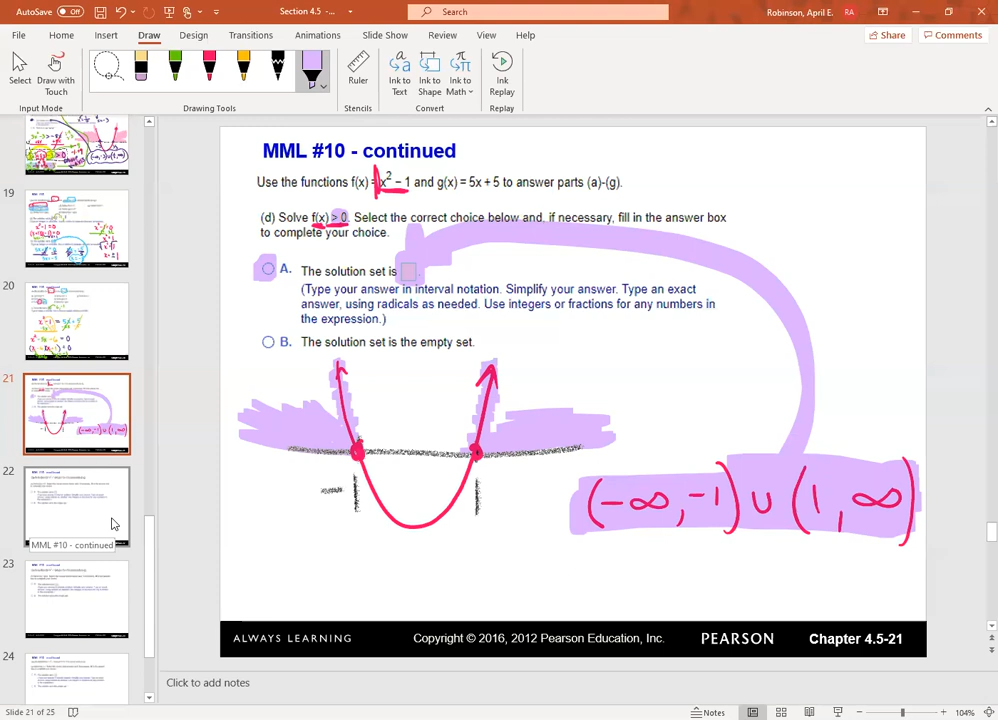 AutoSave Off Section 4.5 -... Search Robinson, April E. RA
File Home Insert Draw Design Transitions Animations Slide Show Review View Help Share Comments
Select Draw with Touch Ruler Ink to Text Ink to Shape Ink to Math Ink Replay
Input Mode Drawing Tools Stencils Convert Replay
19
20
21
22
MML #10 - continued
23
24
MML #10 - continued
Use the functions f(x) = x² − 1 and g(x) = 5x + 5 to answer parts (a)-(g).
(d) Solve f(x) > 0. Select the correct choice below and, if necessary, fill in the answer box
to complete your choice.
A. The solution set is
(Type your answer in interval notation. Simplify your answer. Type an exact
answer, using radicals as needed. Use integers or fractions for any numbers in
the expression.)
B. The solution set is the empty set.
(-∞,-1) ∪ (1,∞)
-1 1
ALWAYS LEARNING Copyright © 2016, 2012 Pearson Education, Inc. PEARSON Chapter 4.5-21
Click to add notes
Slide 21 of 25 Notes 104%